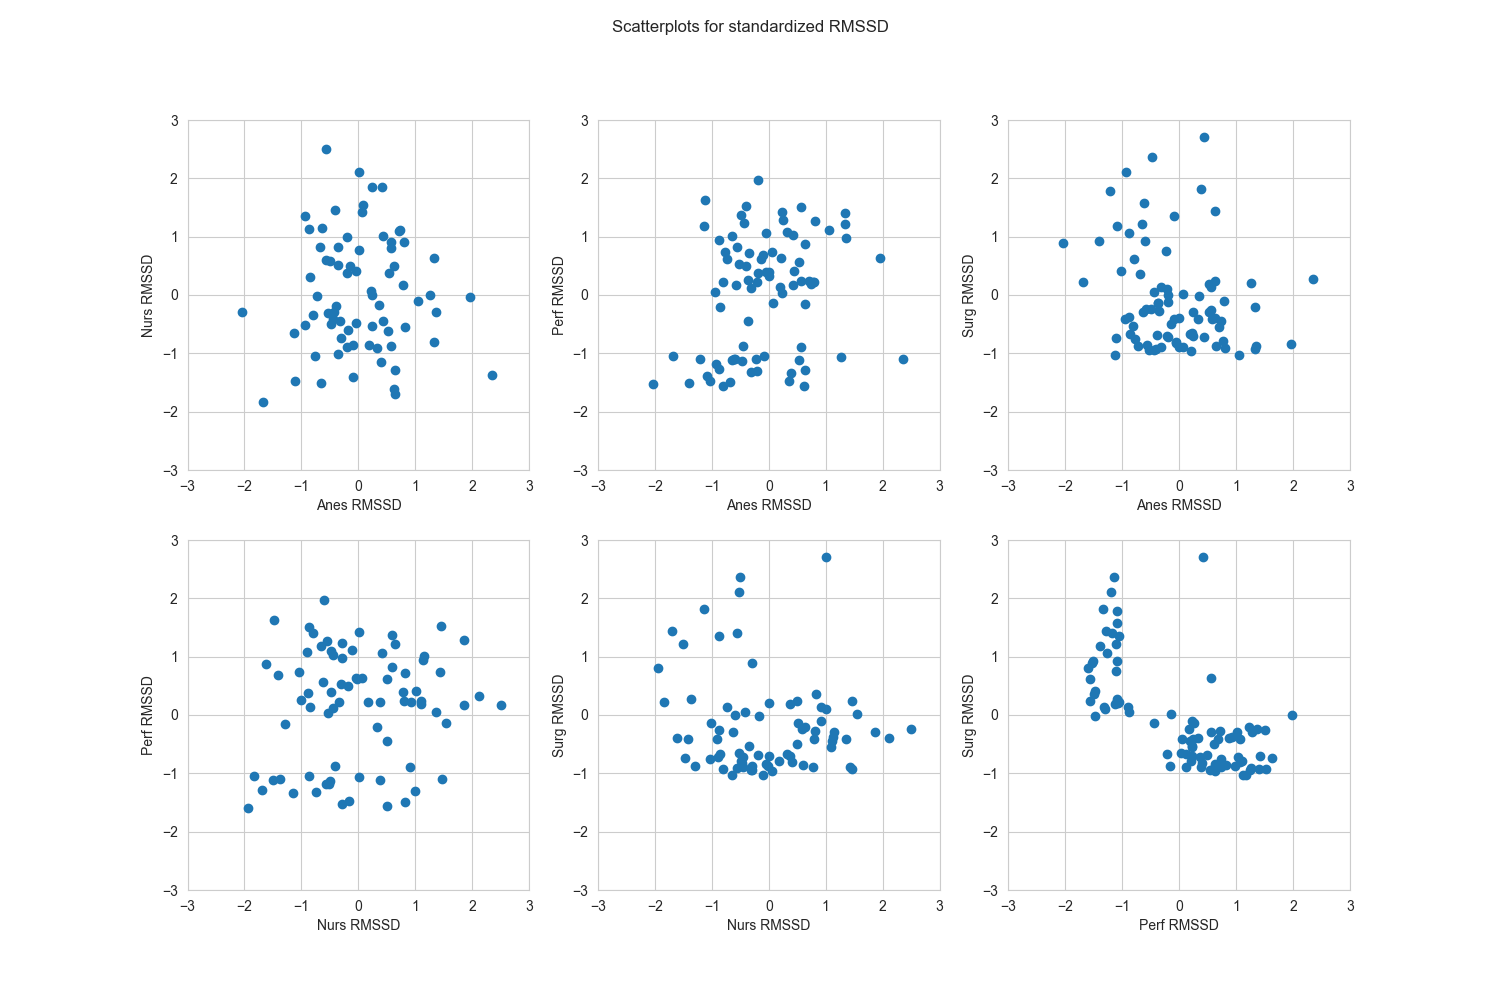 Scatterplots for standardized RMSSD
3 3 3
2 2 2
1 1 1
0 0 0
−1 −1 −1
−2 −2 −2
−3 −3 −3
Nurs RMSSD Perf RMSSD Surg RMSSD
−3 −2 −1 0 1 2 3 −3 −2 −1 0 1 2 3 −3 −2 −1 0 1 2 3
Anes RMSSD Anes RMSSD Anes RMSSD
3 3 3
2 2 2
1 1 1
0 0 0
−1 −1 −1
−2 −2 −2
−3 −3 −3
Perf RMSSD Surg RMSSD Surg RMSSD
−3 −2 −1 0 1 2 3 −3 −2 −1 0 1 2 3 −3 −2 −1 0 1 2 3
Nurs RMSSD Nurs RMSSD Perf RMSSD